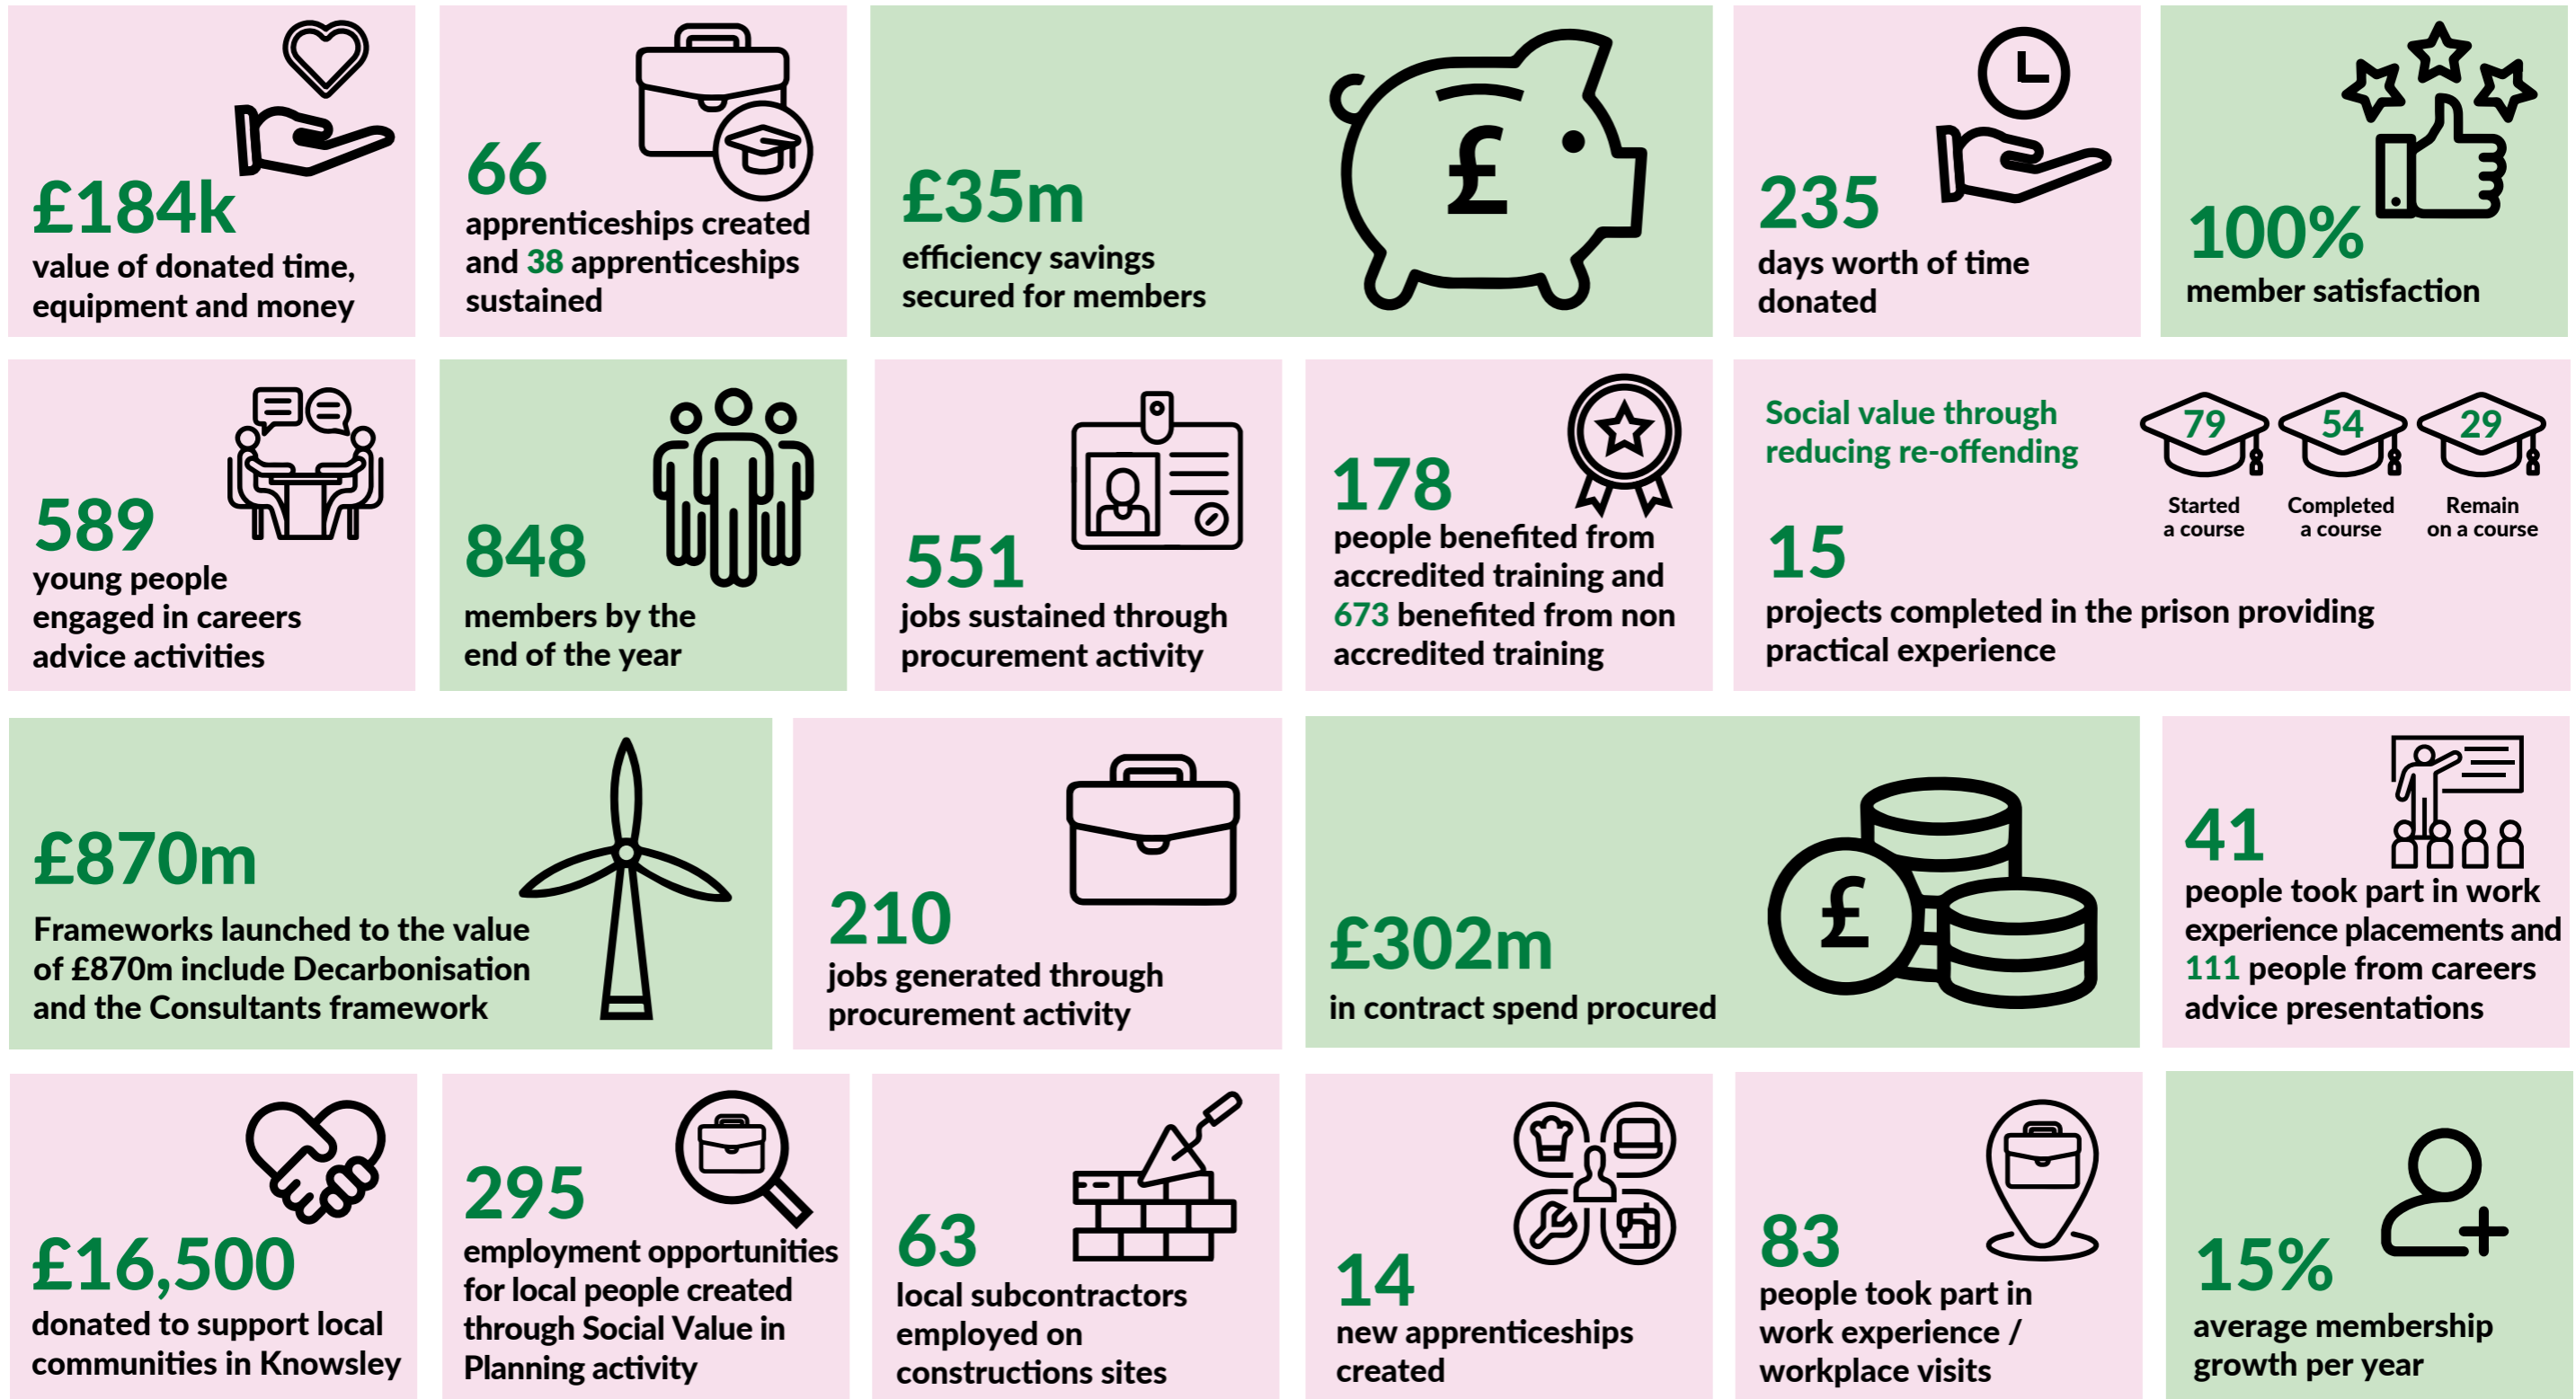 £184k
value of donated time,
equipment and money
66
apprenticeships created
and 38 apprenticeships
sustained
£35m
efficiency savings
secured for members
£
235
days worth of time
donated
100%
member satisfaction
589
young people
engaged in careers
advice activities
848
members by the
end of the year
551
jobs sustained through
procurement activity
178
people benefited from
accredited training and
673 benefited from non
accredited training
Social value through
reducing re-offending
79
Started
a course
54
Completed
a course
29
Remain
on a course
15
projects completed in the prison providing
practical experience
£870m
Frameworks launched to the value
of £870m include Decarbonisation
and the Consultants framework
210
jobs generated through
procurement activity
£302m
in contract spend procured
£
41
people took part in work
experience placements and
111 people from careers
advice presentations
£16,500
donated to support local
communities in Knowsley
295
employment opportunities
for local people created
through Social Value in
Planning activity
63
local subcontractors
employed on
constructions sites
14
new apprenticeships
created
83
people took part in
work experience /
workplace visits
15%
average membership
growth per year